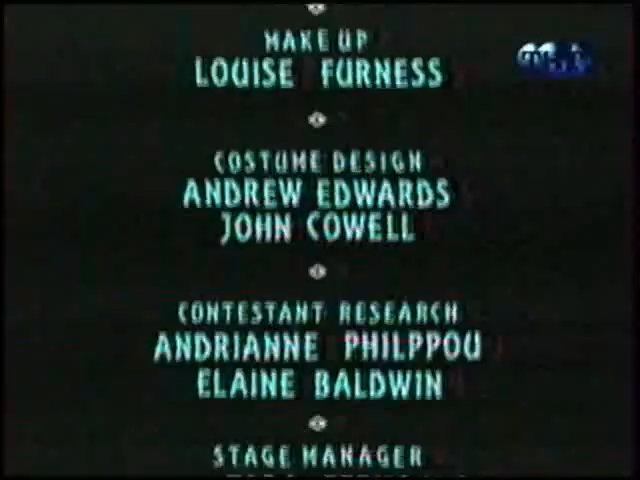 MAKE UP
LOUISE FURNESS
COSTUME DESIGN
ANDREW EDWARDS
JOHN COWELL
CONTESTANT RESEARCH
ANDRIANNE PHILPPOU
ELAINE BALDWIN
STAGE MANAGER